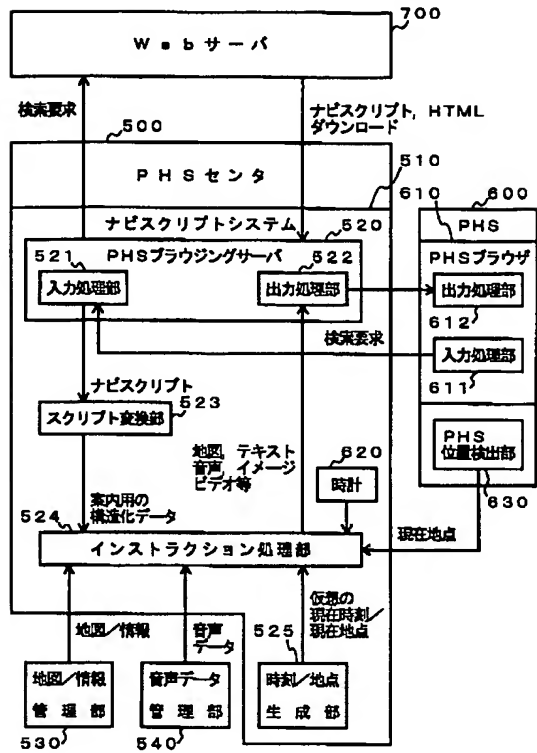 ７００
Ｗｅｂサーバ
検索要求
ナビスクリプト，ＨＴＭＬ
ダウンロード
５００
ＰＨＳセンタ
５１０
６１０
６００
ＰＨＳ
ナビスクリプトシステム
５２０
ＰＨＳブラウジングサーバ
ＰＨＳブラウザ
５２１
５２２
入力処理部
出力処理部
出力処理部
６１２
検索要求
入力処理部
６１１
ナビスクリプト
スクリプト変換部
５２３
地図，テキスト
音声，イメージ
ビデオ等
６２０
時計
ＰＨＳ
位置検出部
６３０
案内用の
構造化データ
５２４
インストラクション処理部
現在地点
地図／情報
音声
データ
仮想の
現在時刻／
現在地点
５２５
地図／情報
管理部
音声データ
管理部
時刻／地点
生成部
５３０
５４０